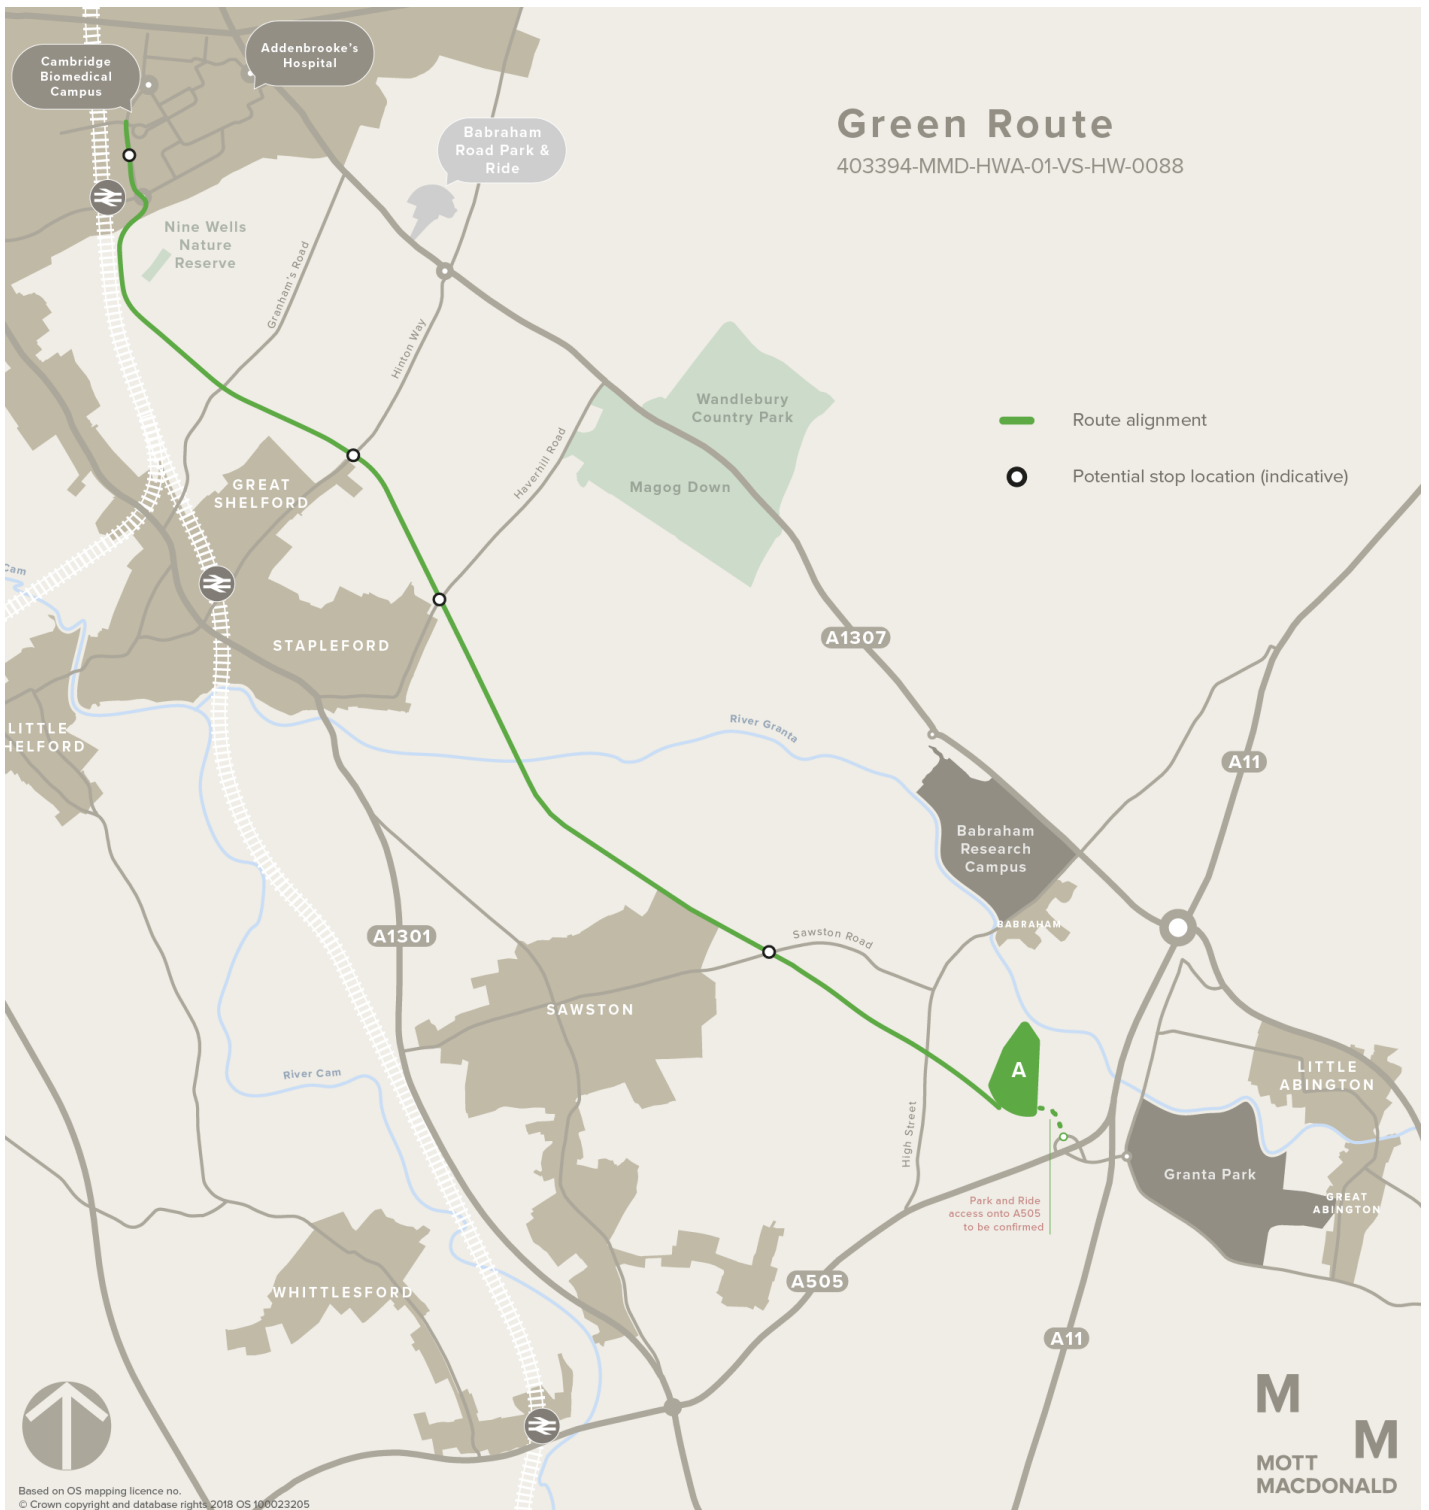 Cambridge
Biomedical
Campus
Addenbrooke's
Hospital
Babraham
Road Park &
Ride
Green Route
403394-MMD-HWA-01-VS-HW-0088
Nine Wells
Nature
Reserve
Granham's Road
Hinton Way
Haverhill Road
Wandlebury
Country Park
Magog Down
Route alignment
Potential stop location (indicative)
GREAT
SHELFORD
Cam
STAPLEFORD
A1307
LITTLE
HELFORD
River Granta
A11
Babraham
Research
Campus
BABRAHAM
A1301
Sawston Road
SAWSTON
River Cam
A
LITTLE
ABINGTON
High Street
Granta Park
Park and Ride
access onto A505
to be confirmed
GREAT
ABINGTON
WHITTLESFORD
A505
A11
M
M
MOTT
MACDONALD
Based on OS mapping licence no.
© Crown copyright and database rights 2018 OS 100023205